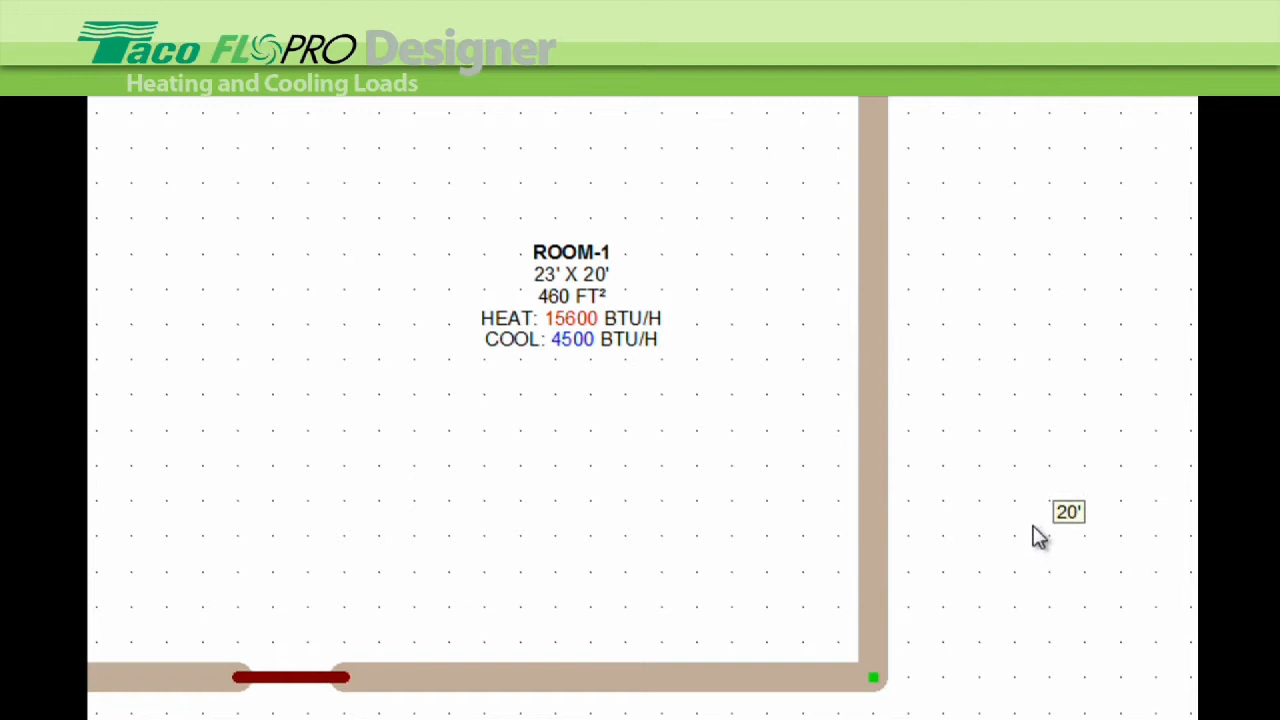 Taco FLOPRO Designer
Heating and Cooling Loads
ROOM-1
23' X 20'
460 FT²
HEAT: 15600 BTU/H
COOL: 4500 BTU/H
20'